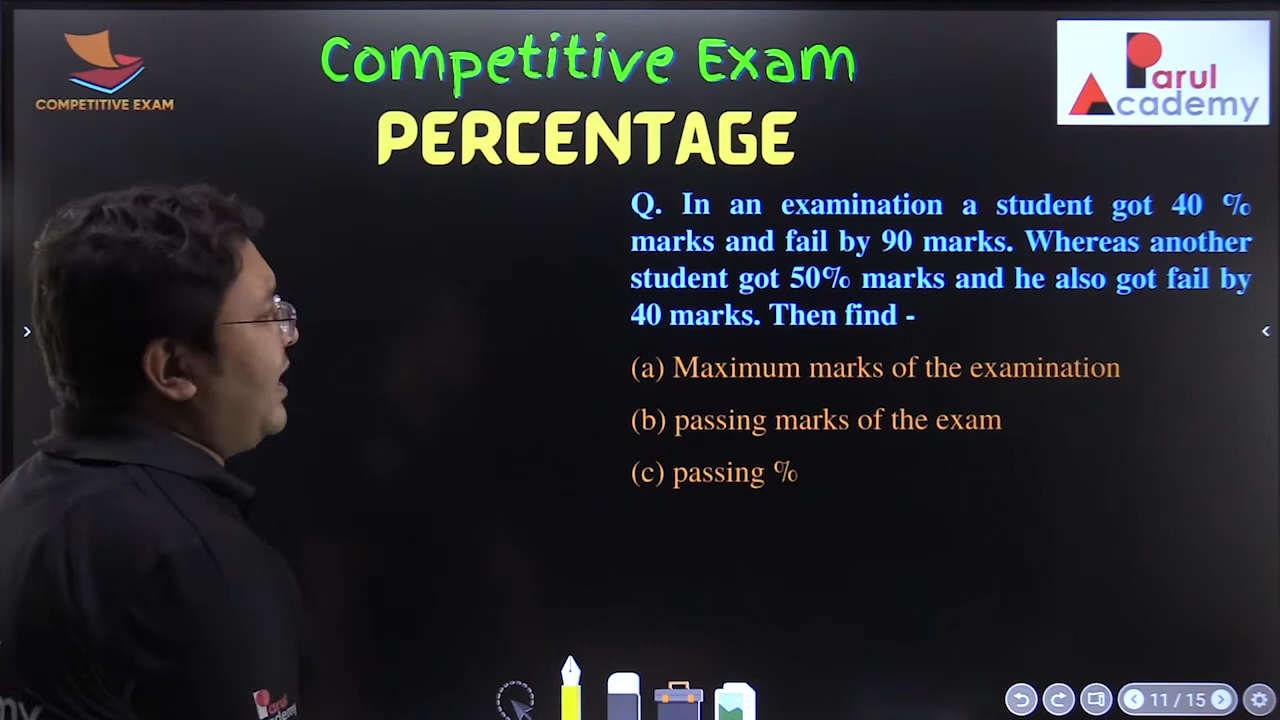 COMPETITIVE EXAM
Competitive Exam
PERCENTAGE
Parul
Academy
Q. In an examination a student got 40 %
marks and fail by 90 marks. Whereas another
student got 50% marks and he also got fail by
40 marks. Then find -
(a) Maximum marks of the examination
(b) passing marks of the exam
(c) passing %
Parul
11 / 15